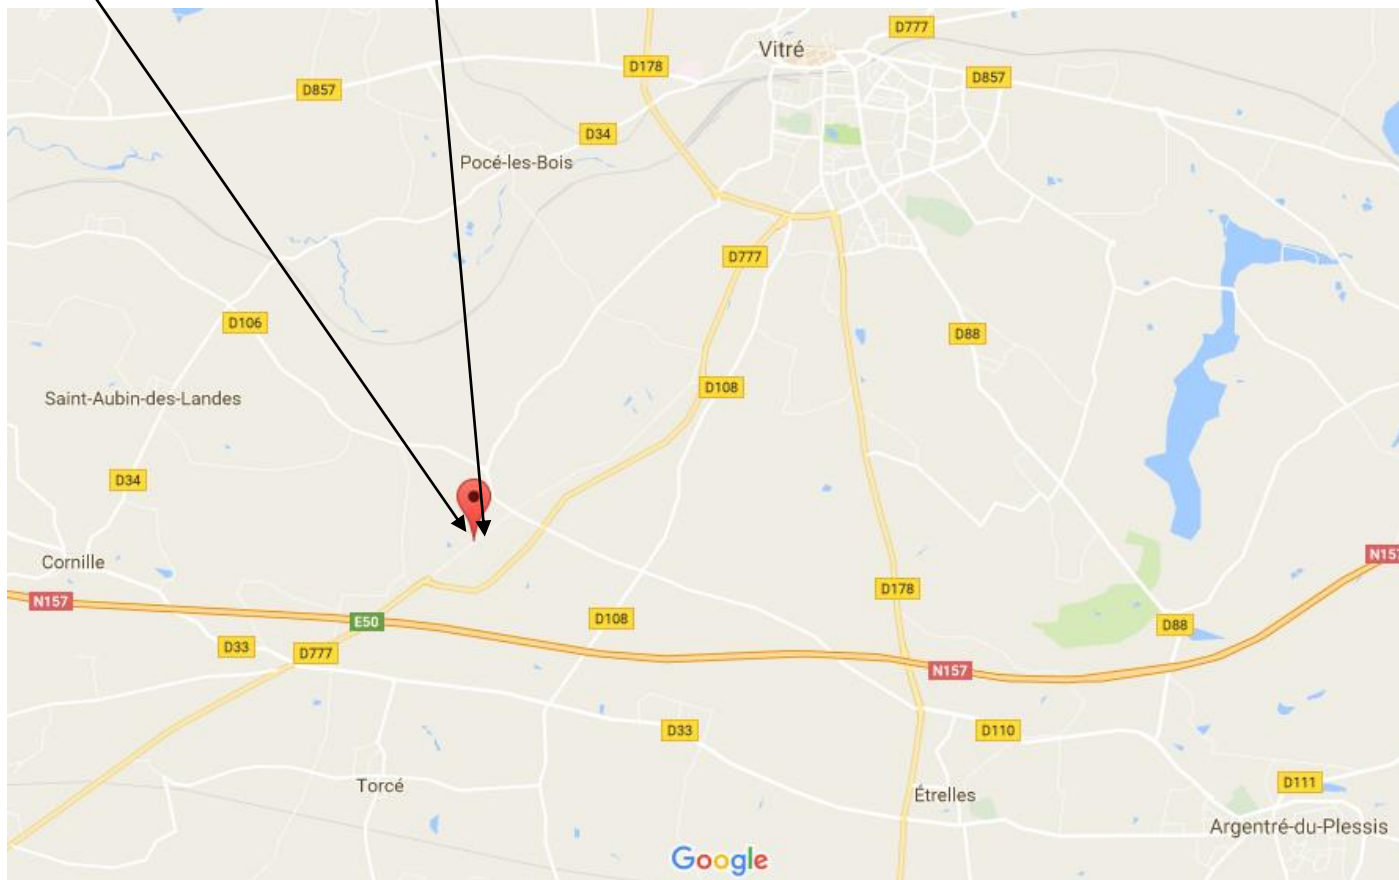 D777
Vitré
D178
D857
D857
D34
Pocé-les-Bois
D777
D106
D88
D108
Saint-Aubin-des-Landes
D34
Cornille
N157
N157
D178
E50
D108
D88
D33
D777
N157
D33
D110
Torcé
D111
Étrelles
Argentré-du-Plessis
Google